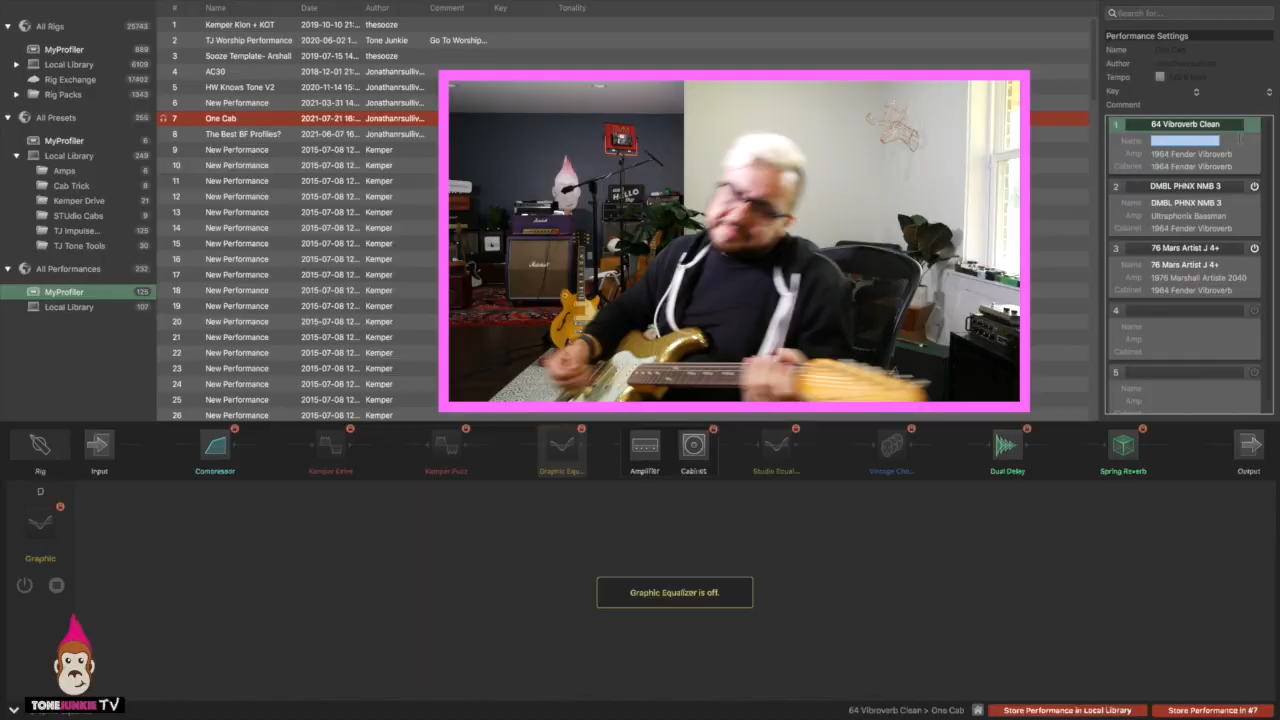 All Rigs 25743
MyProfiler 889
Local Library 6109
Rig Exchange 17402
Rig Packs 1343
All Presets 255
MyProfiler 6
Local Library 249
Amps 8
Cab Trick 8
Kemper Drive 21
STUdio Cabs 9
TJ Impulse... 125
TJ Tone Tools 30
All Performances 232
MyProfiler 125
Local Library 107
# Name Date Author Comment Key Tonality
1 Kemper Klon + KOT 2019-10-10 21:... thesooze
2 TJ Worship Performance 2020-06-02 1... Tone Junkie Go To Worship...
3 Sooze Template- Arshall 2019-07-15 14... thesooze
4 AC30 2018-12-01 21:... Jonathanrsulliv...
5 HW Knows Tone V2 2020-11-14 15... Jonathanrsulliv...
6 New Performance 2021-03-31 14... Jonathanrsulliv...
7 One Cab 2021-07-21 16:... Jonathanrsulliv...
8 The Best BF Profiles? 2021-06-07 16... Jonathanrsulliv...
9 New Performance 2015-07-08 12... Kemper
10 New Performance 2015-07-08 12... Kemper
11 New Performance 2015-07-08 12... Kemper
12 New Performance 2015-07-08 12... Kemper
13 New Performance 2015-07-08 12... Kemper
14 New Performance 2015-07-08 12... Kemper
15 New Performance 2015-07-08 12... Kemper
16 New Performance 2015-07-08 12... Kemper
17 New Performance 2015-07-08 12... Kemper
18 New Performance 2015-07-08 12... Kemper
19 New Performance 2015-07-08 12... Kemper
20 New Performance 2015-07-08 12... Kemper
21 New Performance 2015-07-08 12... Kemper
22 New Performance 2015-07-08 12... Kemper
23 New Performance 2015-07-08 12... Kemper
24 New Performance 2015-07-08 12... Kemper
25 New Performance 2015-07-08 12... Kemper
26 New Performance 2015-07-08 12... Kemper
HELLO
Marshall
Search for...
Performance Settings
Name One Cab
Author
Tempo
Key
Comment
1 64 Vibroverb Clean
Name
Amp 1964 Fender Vibroverb
Cabinet 1964 Fender Vibroverb
2 DMBL PHNX NMB 3
Name DMBL PHNX NMB 3
Amp Ultraphonix Bassman
Cabinet 1964 Fender Vibroverb
3 76 Mars Artist J 4+
Name 76 Mars Artist J 4+
Amp 1976 Marshall Artiste 2040
Cabinet 1964 Fender Vibroverb
4
Name
Amp
Cabinet
5
Name
Amp
Cabinet
Rig Input Compressor Kemper Drive Kemper Fuzz Graphic Equ... Amplifier Cabinet Studio Equal... Vintage Cho... Dual Delay Spring Reverb Output
D
Graphic
Graphic Equalizer is off.
TONEJUNKIE TV
64 Vibroverb Clean > One Cab
Store Performance in Local Library
Store Performance in #7